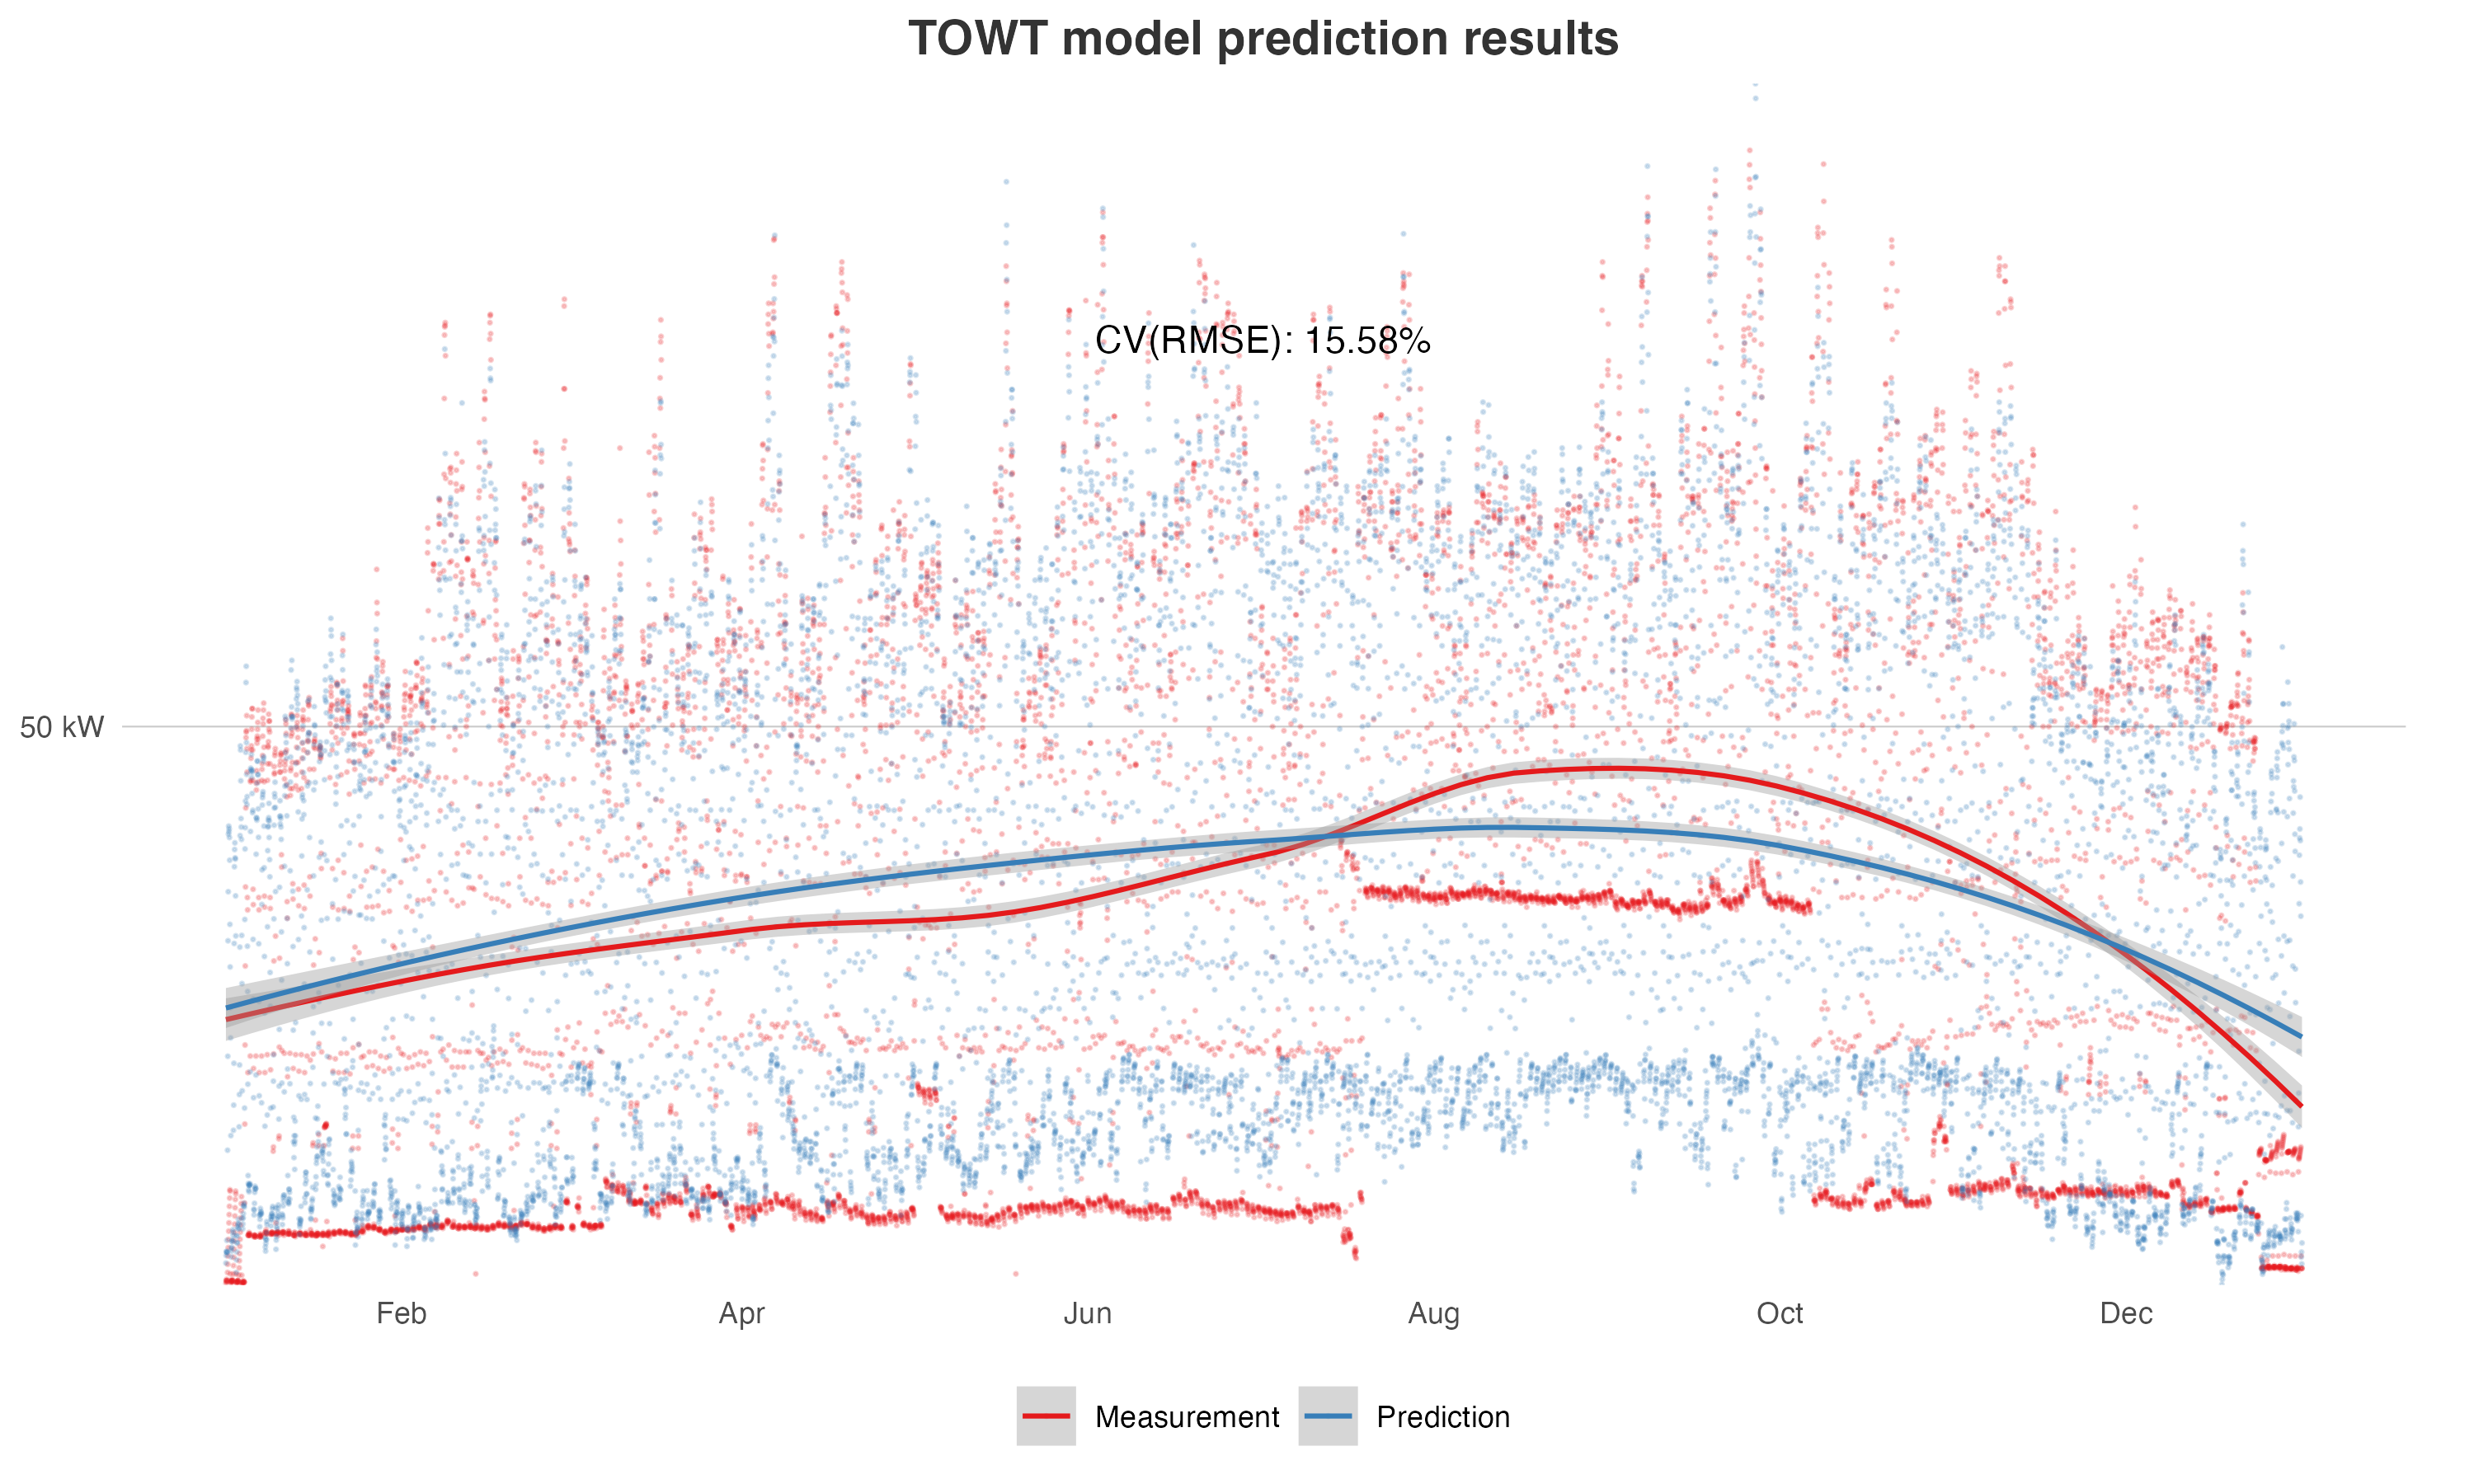 TOWT model prediction results
CV(RMSE): 15.58%
50 kW
Feb Apr Jun Aug Oct Dec
Measurement Prediction